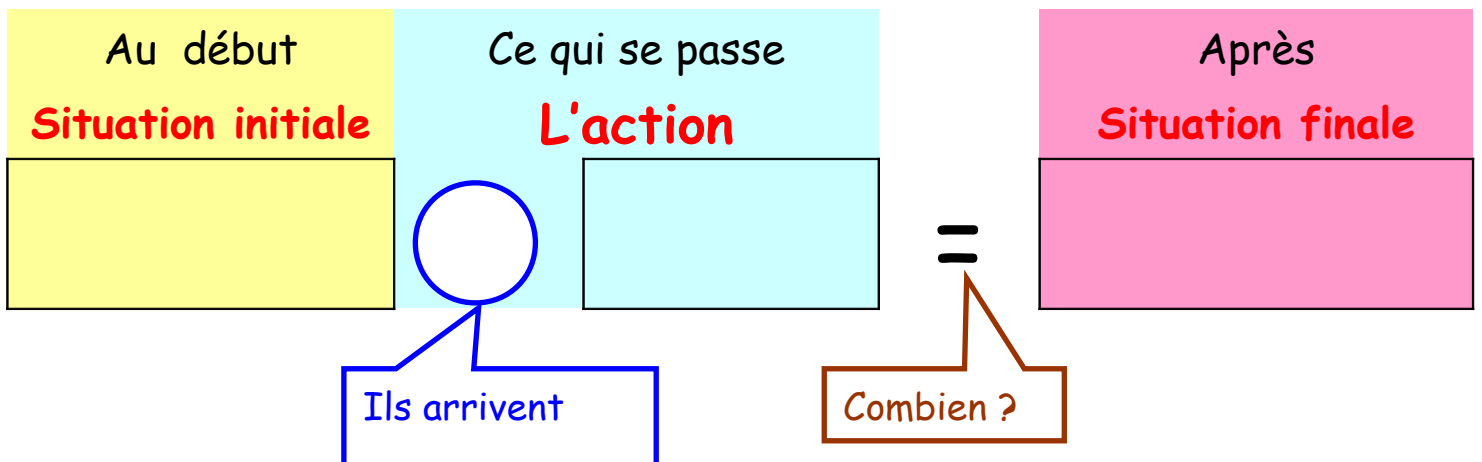 Au début
Situation initiale
Ce qui se passe
L'action
Après
Situation finale
=
Ils arrivent
Combien ?